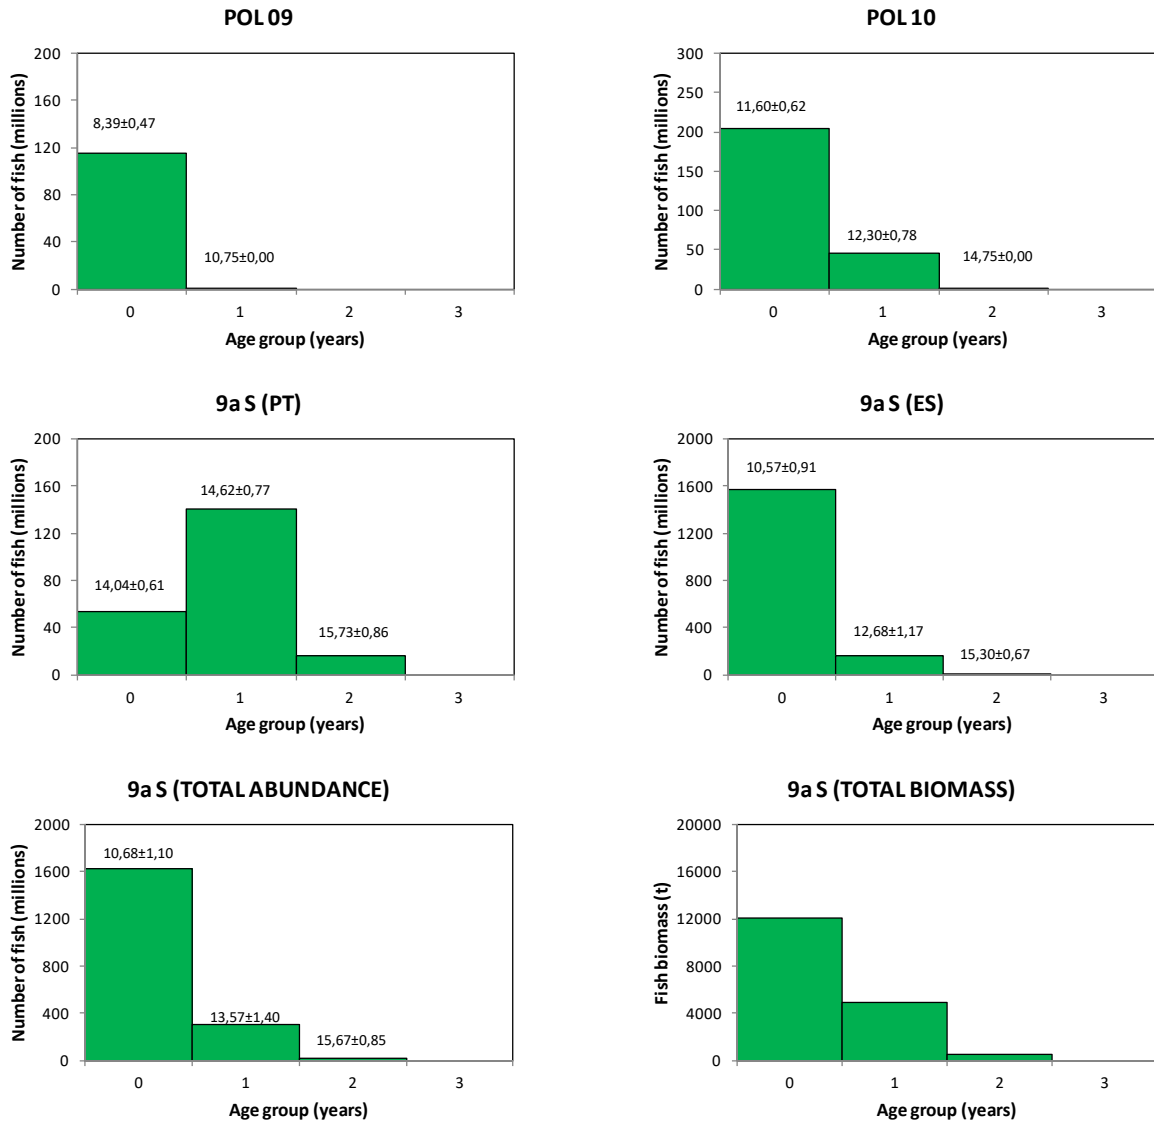 POL 09
Number of fish (millions)
200
160
120
80
40
0
8,39±0,47
10,75±0,00
0 1 2 3
Age group (years)
POL 10
Number of fish (millions)
300
250
200
150
100
50
0
11,60±0,62
12,30±0,78
14,75±0,00
0 1 2 3
Age group (years)
9a S (PT)
Number of fish (millions)
200
160
120
80
40
0
14,04±0,61
14,62±0,77
15,73±0,86
0 1 2 3
Age group (years)
9a S (ES)
Number of fish (millions)
2000
1600
1200
800
400
0
10,57±0,91
12,68±1,17
15,30±0,67
0 1 2 3
Age group (years)
9a S (TOTAL ABUNDANCE)
Number of fish (millions)
2000
1600
1200
800
400
0
10,68±1,10
13,57±1,40
15,67±0,85
0 1 2 3
Age group (years)
9a S (TOTAL BIOMASS)
Fish biomass (t)
20000
16000
12000
8000
4000
0
0 1 2 3
Age group (years)